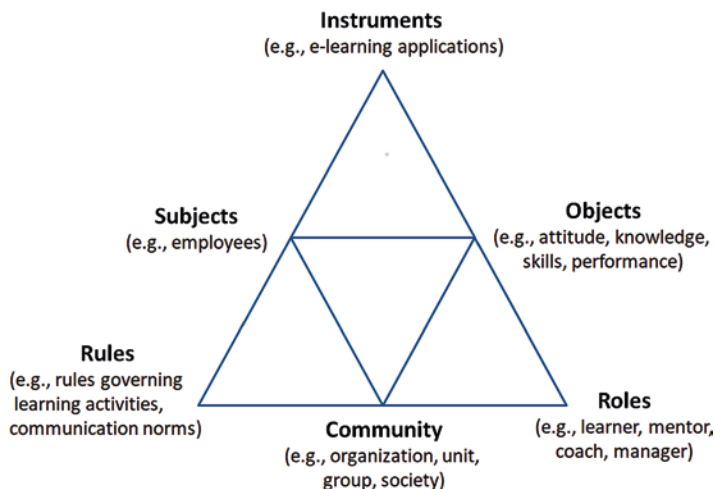 Instruments
(e.g., e-learning applications)
Subjects
(e.g., employees)
Objects
(e.g., attitude, knowledge,
skills, performance)
Rules
(e.g., rules governing
learning activities,
communication norms)
Community
(e.g., organization, unit,
group, society)
Roles
(e.g., learner, mentor,
coach, manager)